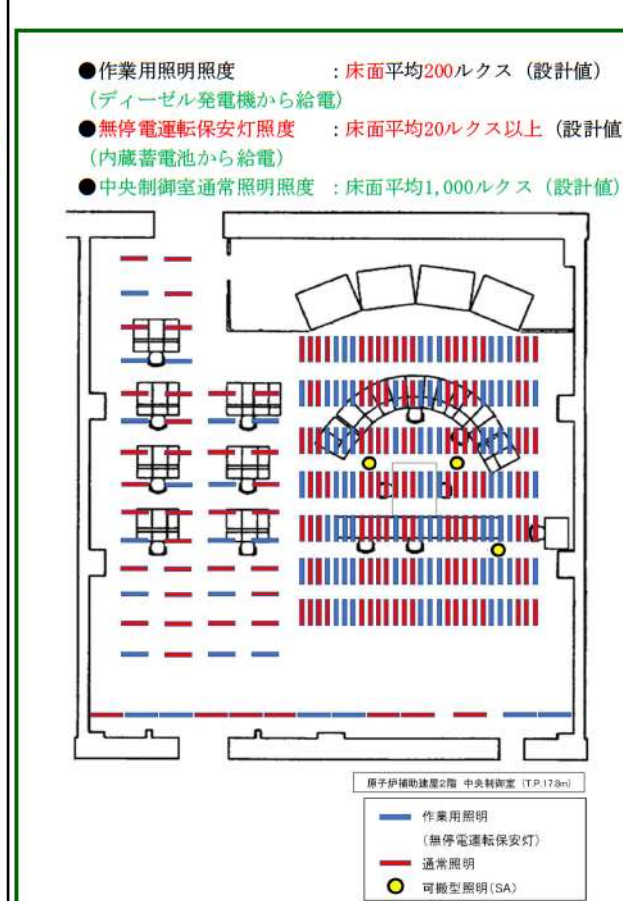 ●作業用照明照度　　　：床面平均200ルクス（設計値）
（ディーゼル発電機から給電）
●無停電運転保安灯照度　：床面平均20ルクス以上（設計値
（内蔵蓄電池から給電）
●中央制御室通常照明照度　：床面平均1,000ルクス（設計値）
原子炉補助建屋2階 中央制御室（T.P.17.8m）
作業用照明
（無停電運転保安灯）
通常照明
可搬型照明(SA)